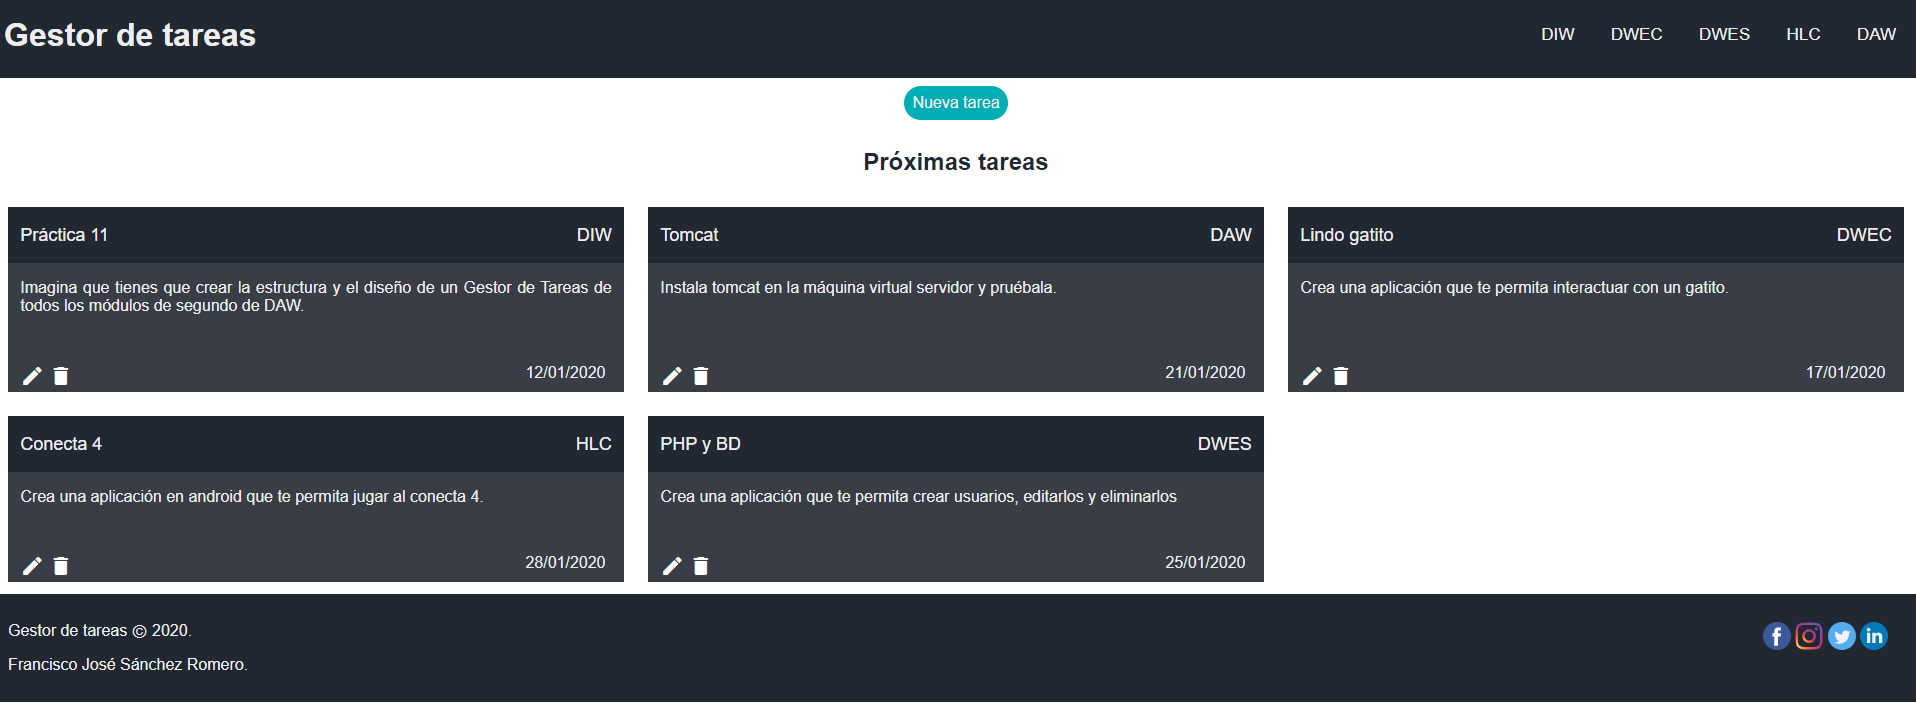 Gestor de tareas
DIW DWEC DWES HLC DAW
Nueva tarea
Próximas tareas
Práctica 11 DIW
Imagina que tienes que crear la estructura y el diseño de un Gestor de Tareas de
todos los módulos de segundo de DAW.
12/01/2020
Tomcat DAW
Instala tomcat en la máquina virtual servidor y pruébala.
21/01/2020
Lindo gatito DWEC
Crea una aplicación que te permita interactuar con un gatito.
17/01/2020
Conecta 4 HLC
Crea una aplicación en android que te permita jugar al conecta 4.
28/01/2020
PHP y BD DWES
Crea una aplicación que te permita crear usuarios, editarlos y eliminarlos
25/01/2020
Gestor de tareas © 2020.
Francisco José Sánchez Romero.